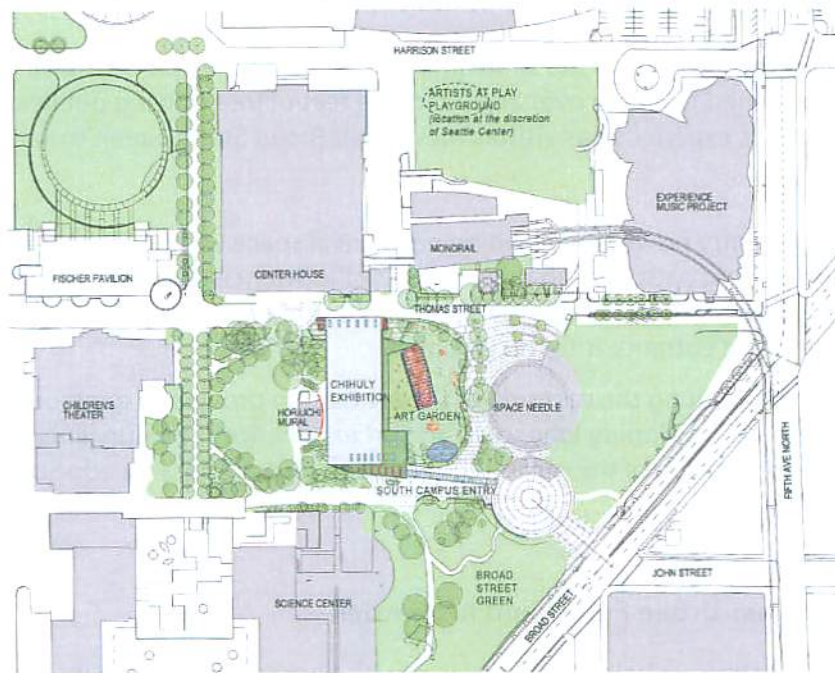 HARRISON STREET
ARTISTS AT PLAY
PLAYGROUND
(location at the discretion
of Seattle Center)
EXPERIENCE
MUSIC PROJECT
MONORAIL
FISCHER PAVILION
CENTER HOUSE
THOMAS STREET
CHIHULY
EXHIBITION
CHILDREN'S
THEATER
HORIUCHI
MURAL
ART GARDEN
SPACE NEEDLE
FIFTH AVE NORTH
SOUTH CAMPUS ENTRY
JOHN STREET
BROAD
STREET
GREEN
SCIENCE CENTER
BROAD STREET